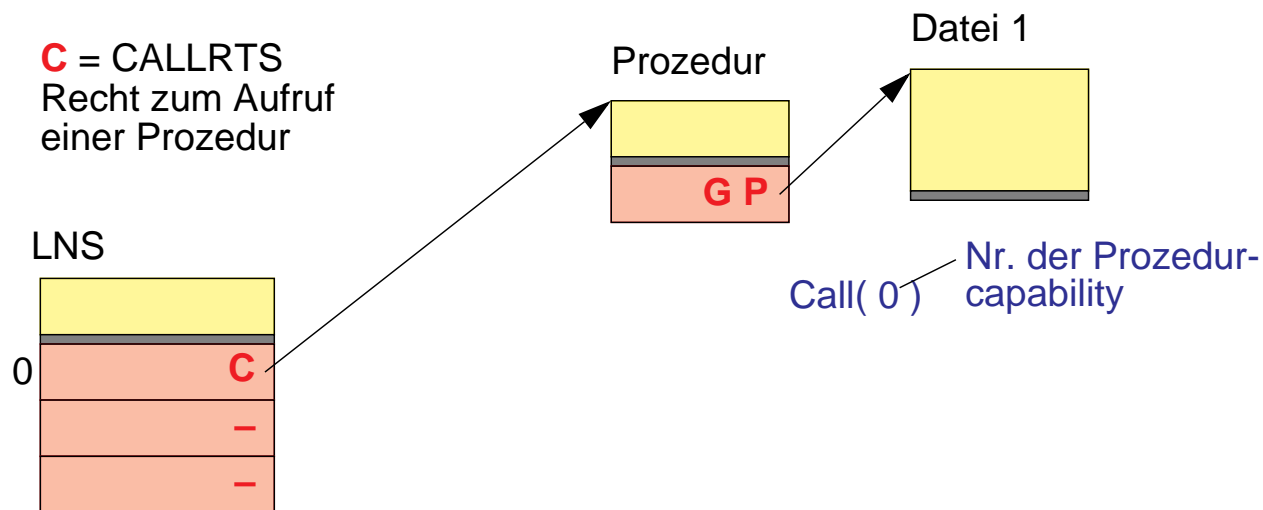 C = CALLRTS
Recht zum Aufruf
einer Prozedur
Prozedur
Datei 1
G P
Nr. der Prozedur-
capability
Call( 0 )
LNS
0
C
–
–